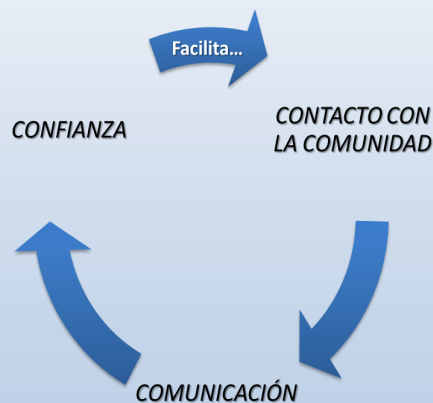 Facilita...
CONFIANZA
CONTACTO CON
LA COMUNIDAD
COMUNICACIÓN